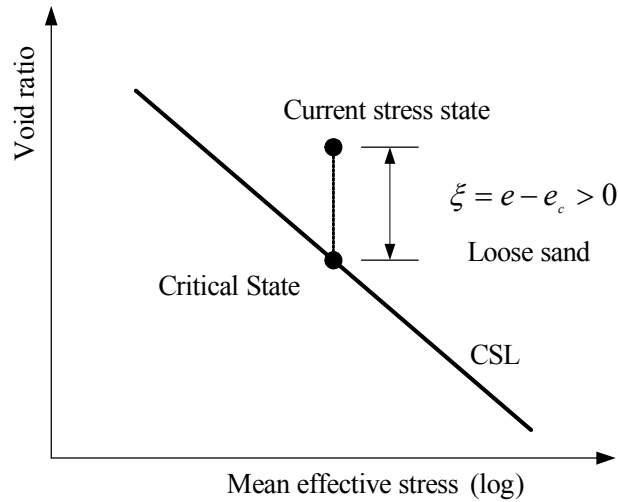 Void ratio
Current stress state
ξ = e − e_c > 0
Loose sand
Critical State
CSL
Mean effective stress (log)